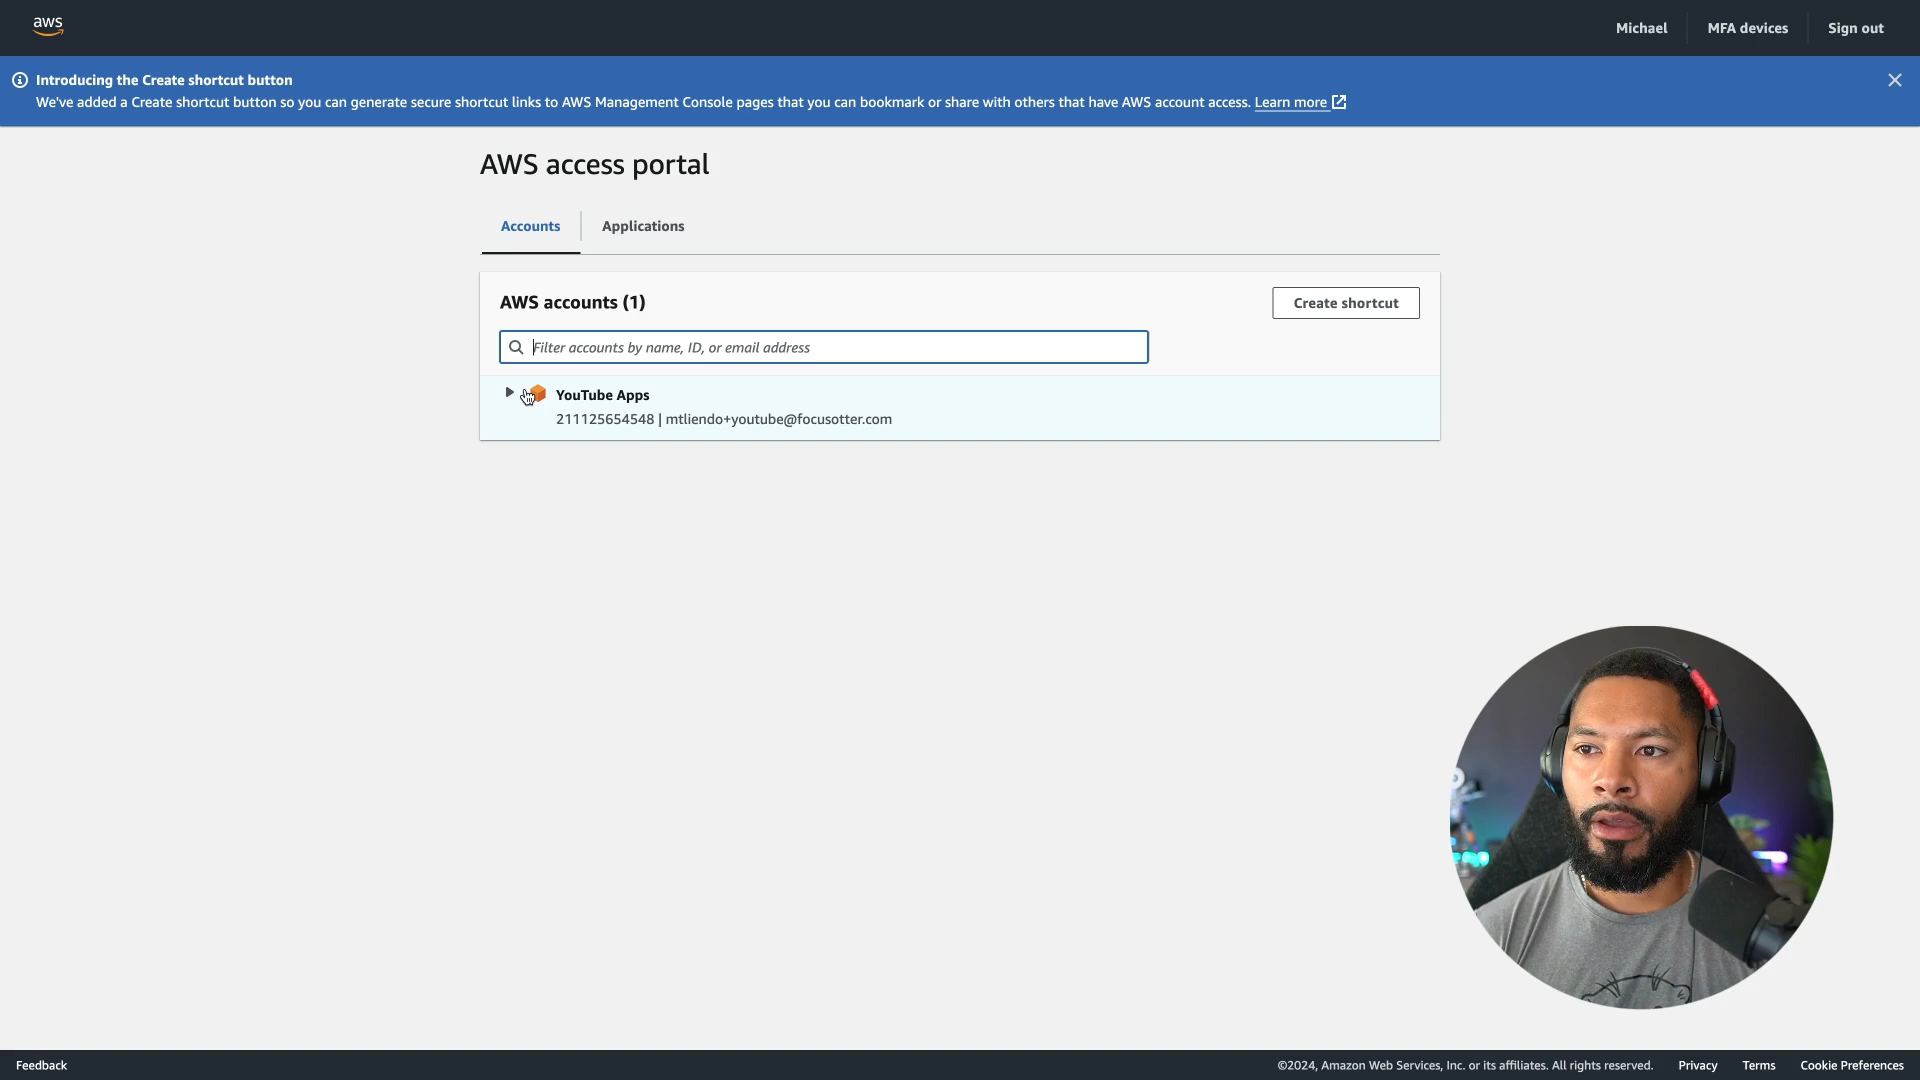 aws
Michael
MFA devices
Sign out
Introducing the Create shortcut button
We've added a Create shortcut button so you can generate secure shortcut links to AWS Management Console pages that you can bookmark or share with others that have AWS account access. Learn more
AWS access portal
Accounts
Applications
AWS accounts (1)
Create shortcut
Filter accounts by name, ID, or email address
YouTube Apps
211125654548 | mtliendo+youtube@focusotter.com
Feedback
©2024, Amazon Web Services, Inc. or its affiliates. All rights reserved.
Privacy
Terms
Cookie Preferences